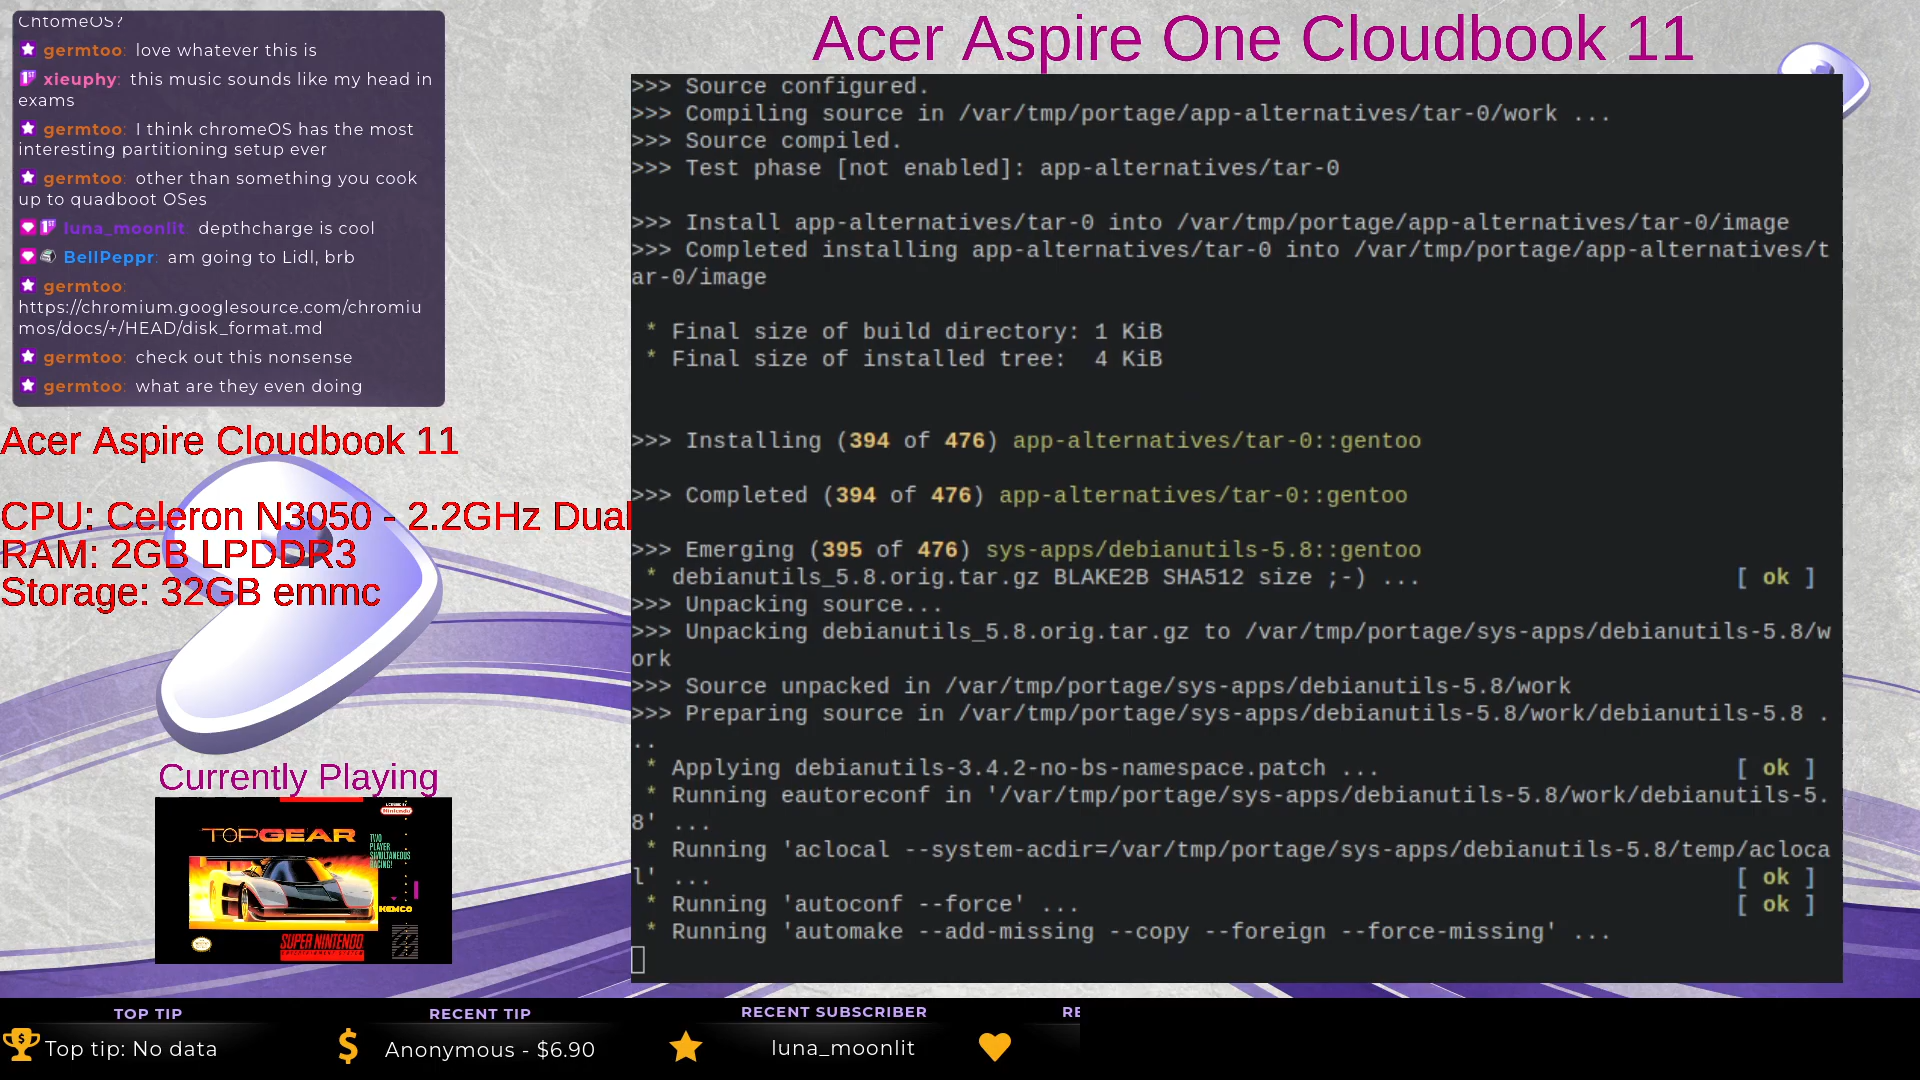 ChtomeOS?
germtoo: love whatever this is
xieuphy: this music sounds like my head in
exams
germtoo: I think chromeOS has the most
interesting partitioning setup ever
germtoo: other than something you cook
up to quadboot OSes
luna_moonlit: depthcharge is cool
BellPeppr: am going to Lidl, brb
germtoo:
https://chromium.googlesource.com/chromiu
mos/docs/+/HEAD/disk_format.md
germtoo: check out this nonsense
germtoo: what are they even doing
Acer Aspire Cloudbook 11
CPU: Celeron N3050 - 2.2GHz Dual
RAM: 2GB LPDDR3
Storage: 32GB emmc
Currently Playing
TOP GEAR
TWO
PLAYER
SIMULTANEOUS
RACING!
KEMCO
Nintendo
SUPER NINTENDO
ENTERTAINMENT SYSTEM
Acer Aspire One Cloudbook 11
>>> Source configured.
>>> Compiling source in /var/tmp/portage/app-alternatives/tar-0/work ...
>>> Source compiled.
>>> Test phase [not enabled]: app-alternatives/tar-0
>>> Install app-alternatives/tar-0 into /var/tmp/portage/app-alternatives/tar-0/image
>>> Completed installing app-alternatives/tar-0 into /var/tmp/portage/app-alternatives/t
ar-0/image
* Final size of build directory: 1 KiB
* Final size of installed tree:  4 KiB
>>> Installing (394 of 476) app-alternatives/tar-0::gentoo
>>> Completed (394 of 476) app-alternatives/tar-0::gentoo
>>> Emerging (395 of 476) sys-apps/debianutils-5.8::gentoo
* debianutils_5.8.orig.tar.gz BLAKE2B SHA512 size ;-) ... [ ok ]
>>> Unpacking source...
>>> Unpacking debianutils_5.8.orig.tar.gz to /var/tmp/portage/sys-apps/debianutils-5.8/w
ork
>>> Source unpacked in /var/tmp/portage/sys-apps/debianutils-5.8/work
>>> Preparing source in /var/tmp/portage/sys-apps/debianutils-5.8/work/debianutils-5.8 .
..
* Applying debianutils-3.4.2-no-bs-namespace.patch ... [ ok ]
* Running eautoreconf in '/var/tmp/portage/sys-apps/debianutils-5.8/work/debianutils-5.
8' ...
* Running 'aclocal --system-acdir=/var/tmp/portage/sys-apps/debianutils-5.8/temp/acloca
l' ... [ ok ]
* Running 'autoconf --force' ... [ ok ]
* Running 'automake --add-missing --copy --foreign --force-missing' ...
TOP TIP
Top tip: No data
RECENT TIP
Anonymous - $6.90
RECENT SUBSCRIBER
luna_moonlit
RE